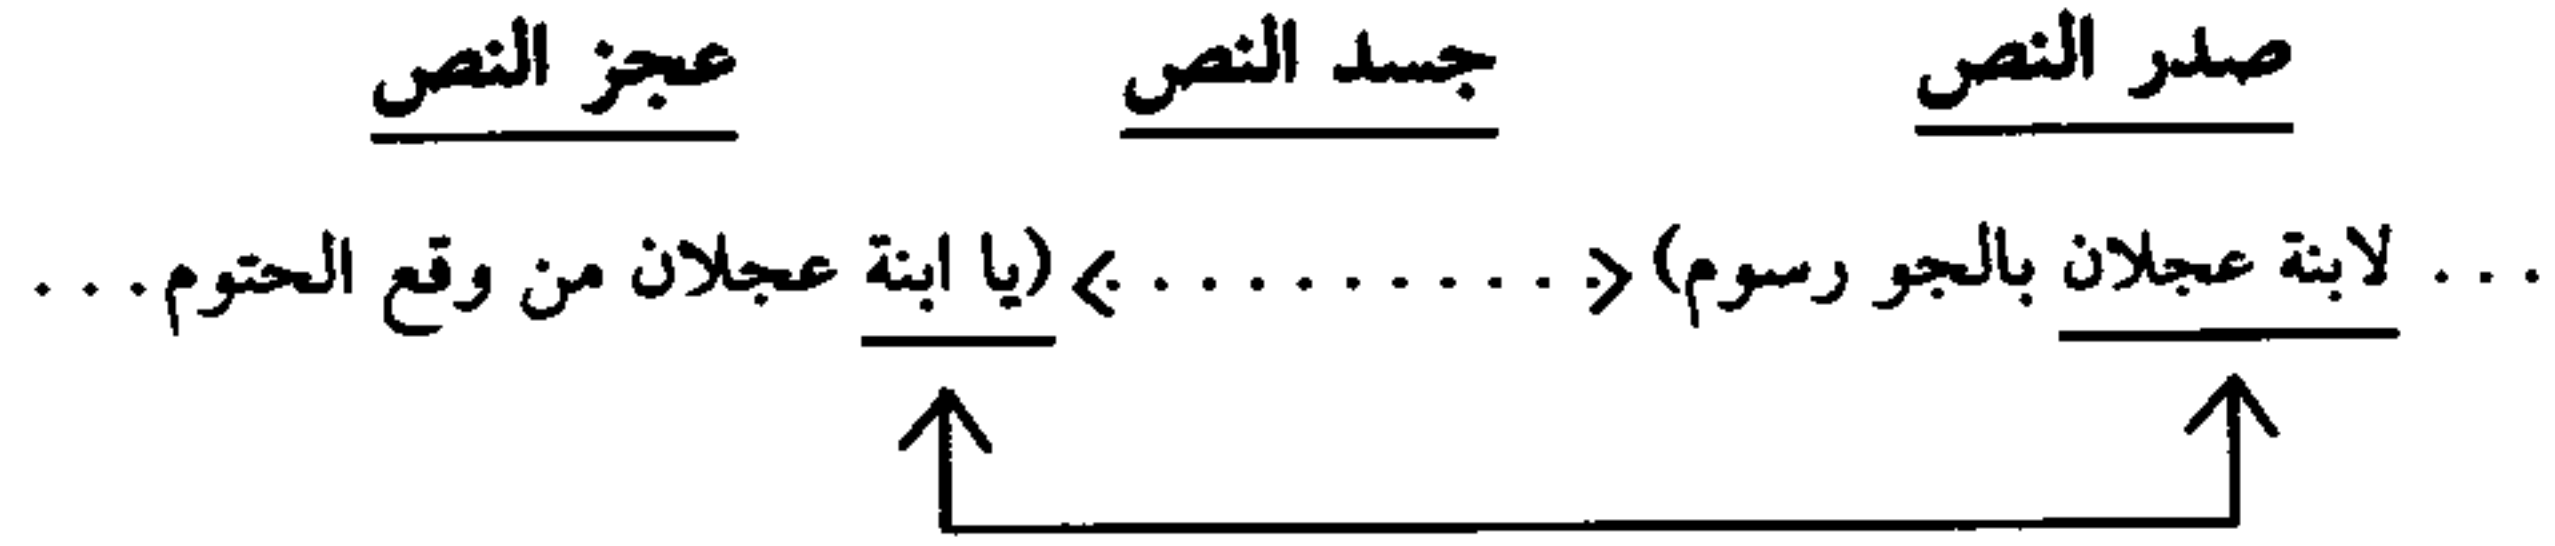 صدر النص جسد النص عجز النص
... لابنة عجلان بالجو رسوم) <..........> (يا ابنة عجلان من وقع الحتوم...